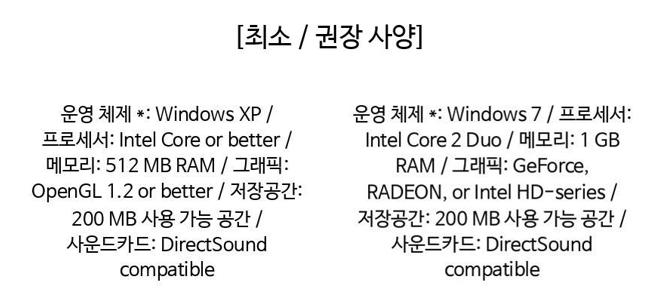 [최소 / 권장 사양]
운영 체제 *: Windows XP /
프로세서: Intel Core or better /
메모리: 512 MB RAM / 그래픽:
OpenGL 1.2 or better / 저장공간:
200 MB 사용 가능 공간 /
사운드카드: DirectSound
compatible
운영 체제 *: Windows 7 / 프로세서:
Intel Core 2 Duo / 메모리: 1 GB
RAM / 그래픽: GeForce,
RADEON, or Intel HD-series /
저장공간: 200 MB 사용 가능 공간 /
사운드카드: DirectSound
compatible